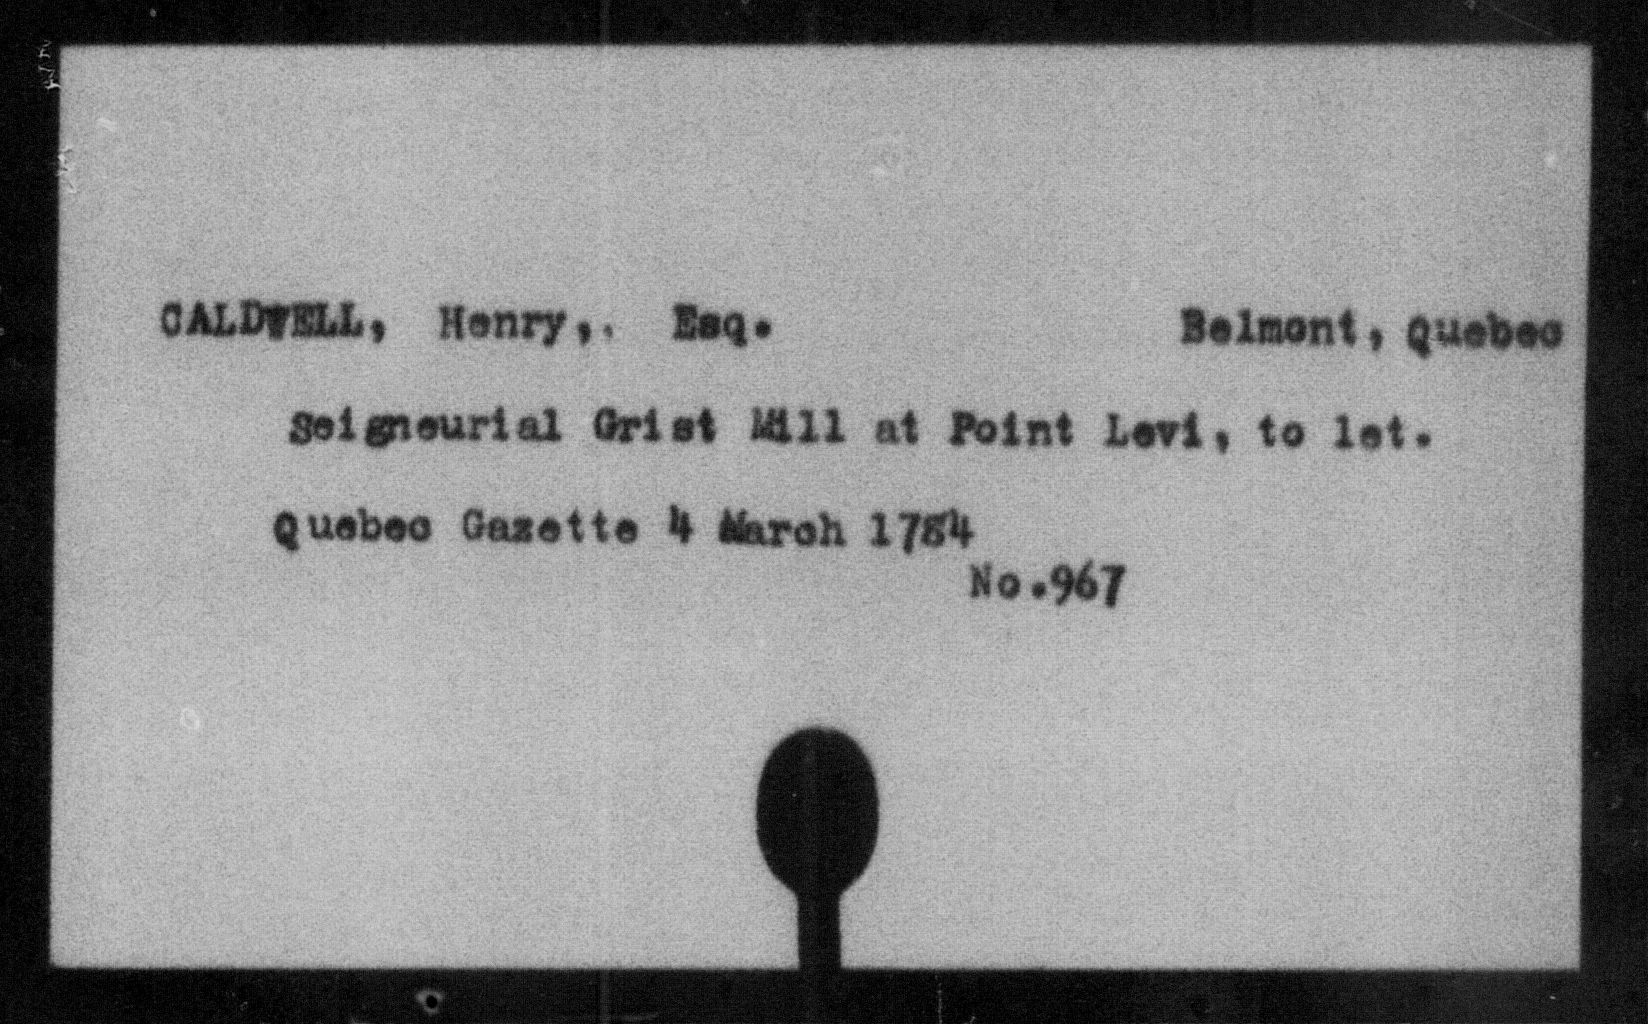 CALDWELL, Henry,. Esq. Belmont, Quebec
Seigneurial Grist Mill at Point Levi, to let.
Quebec Gazette 4 March 1784
No.967